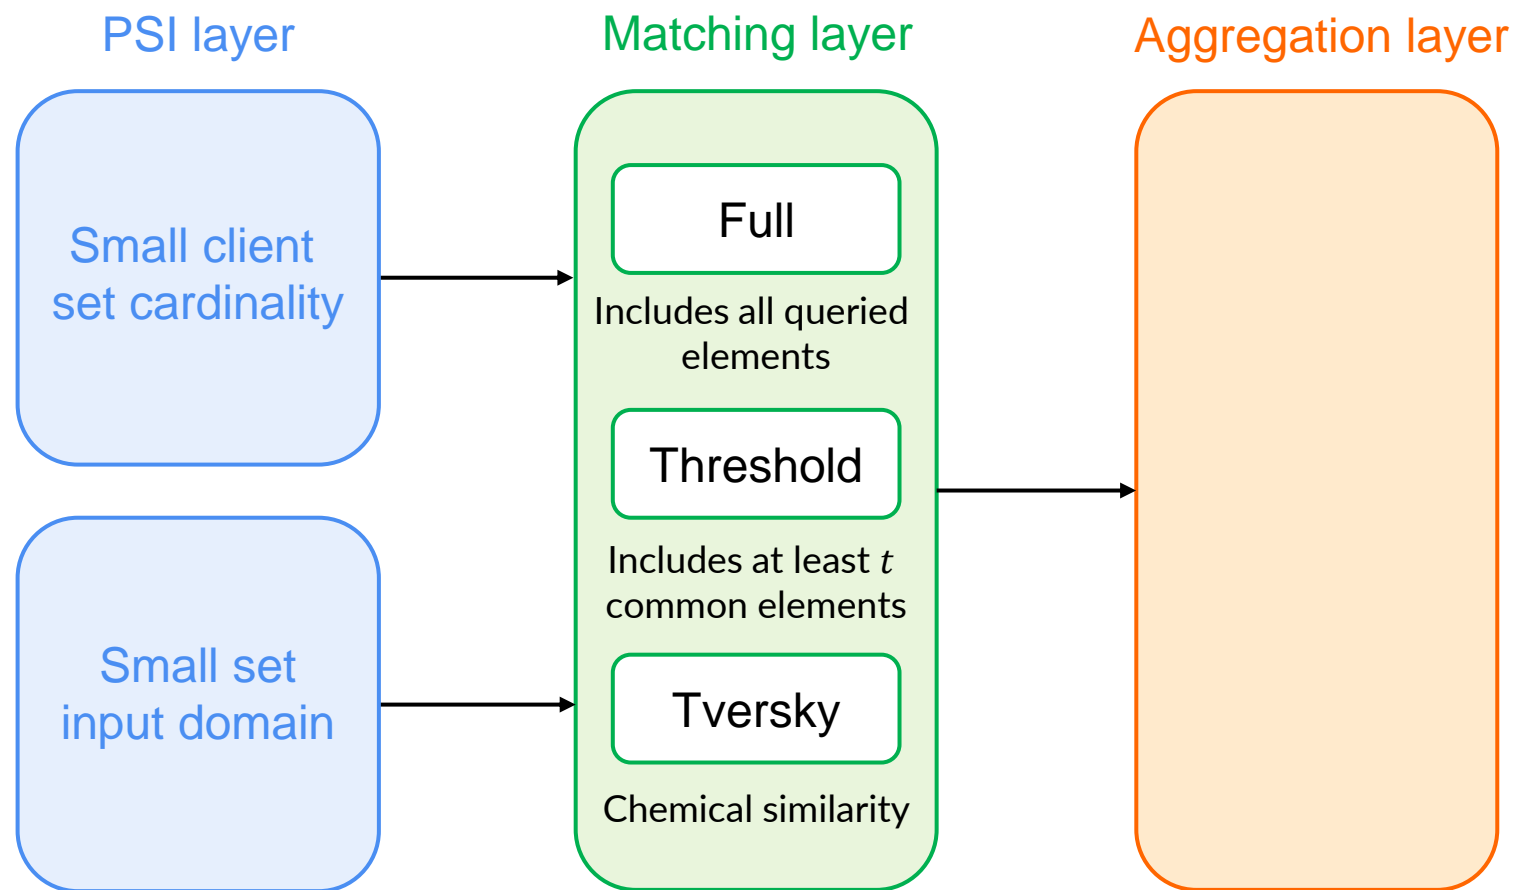 PSI layer
Matching layer
Aggregation layer
Small client
set cardinality
Small set
input domain
Full
Includes all queried
elements
Threshold
Includes at least t
common elements
Tversky
Chemical similarity